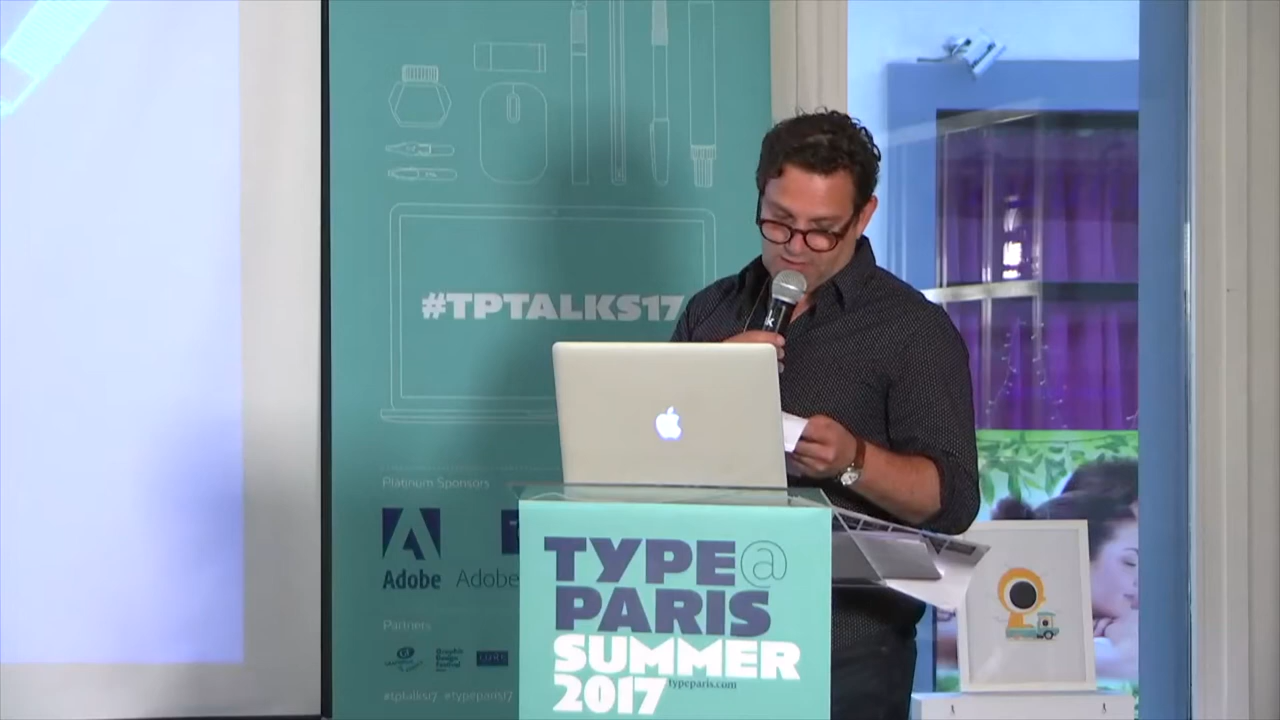 #TPTALKS17
Platinum Sponsors
Adobe
Adobe
Partners
#tptalks17 #typeparis17
TYPE@
PARIS
SUMMER
2017
typeparis.com